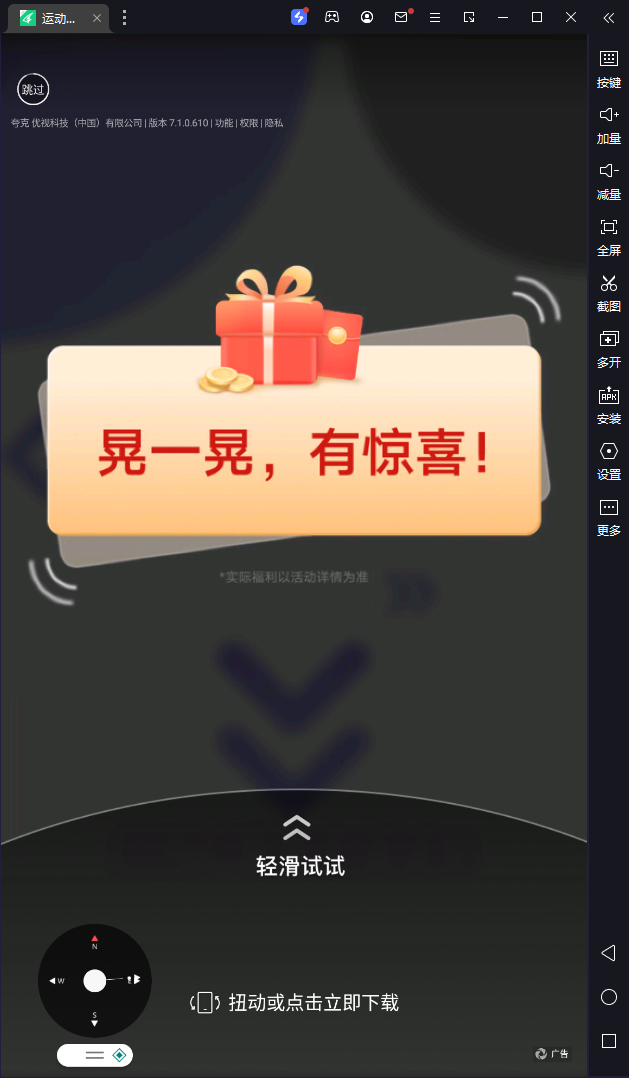 运动...
跳过
夸克 优视科技（中国）有限公司 | 版本 7.1.0.610 | 功能 | 权限 | 隐私
晃一晃，有惊喜！
*实际福利以活动详情为准
轻滑试试
N
W
S
扭动或点击立即下载
广告
按键
加量
减量
全屏
截图
多开
APK
安装
设置
更多